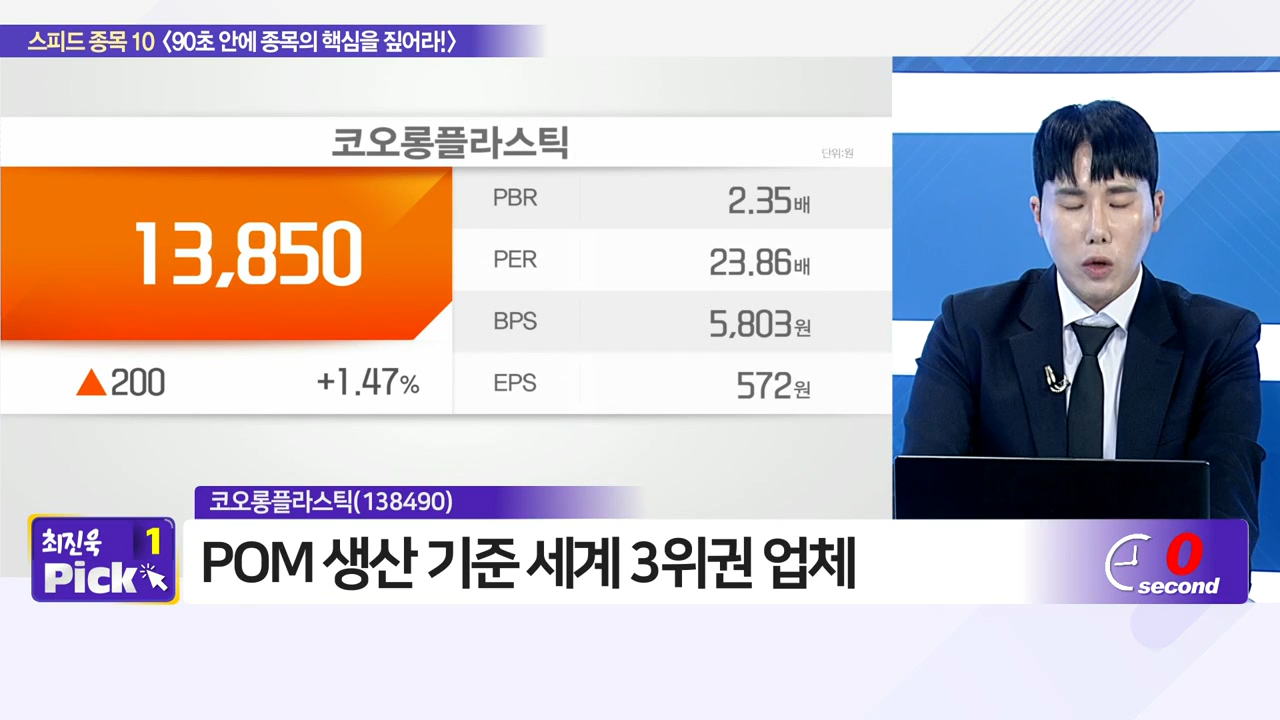 스피드 종목 10 〈90초 안에 종목의 핵심을 짚어라!〉
코오롱플라스틱
단위:원
13,850
▲200 +1.47%
PBR 2.35배
PER 23.86배
BPS 5,803원
EPS 572원
코오롱플라스틱(138490)
최진욱 1
Pick
POM 생산 기준 세계 3위권 업체
0
second